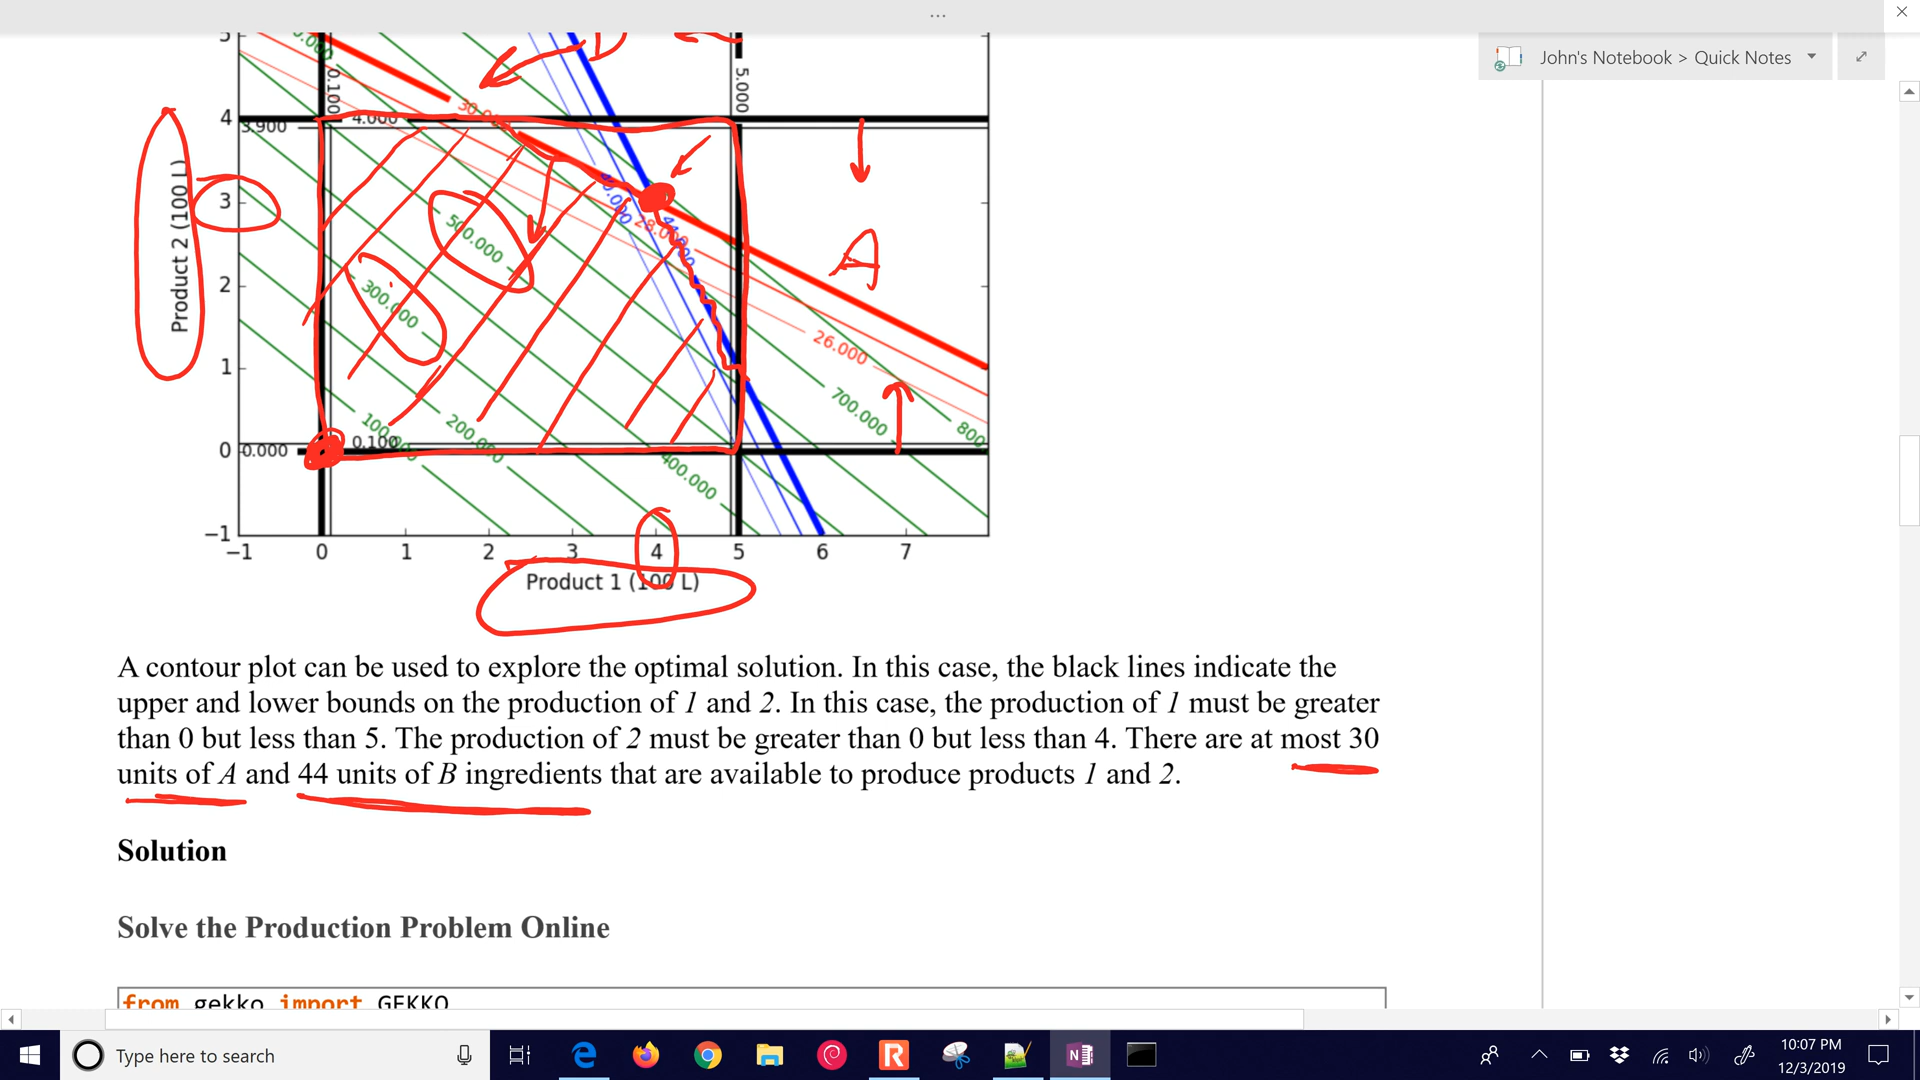 ...
John's Notebook > Quick Notes
5
0.100
5.000
30.0
4
4.000
3.900
Product 2 (100 L)
3
500.000
28.0
A
2
300.000
26.000
1
700.000
800
100.
200.000
0
0.000
0.100
400.000
-1
-1 0 1 2 3 4 5 6 7
Product 1 (100 L)
A contour plot can be used to explore the optimal solution. In this case, the black lines indicate the
upper and lower bounds on the production of 1 and 2. In this case, the production of 1 must be greater
than 0 but less than 5. The production of 2 must be greater than 0 but less than 4. There are at most 30
units of A and 44 units of B ingredients that are available to produce products 1 and 2.
Solution
Solve the Production Problem Online
from gekko import GEKKO
Type here to search
10:07 PM
12/3/2019